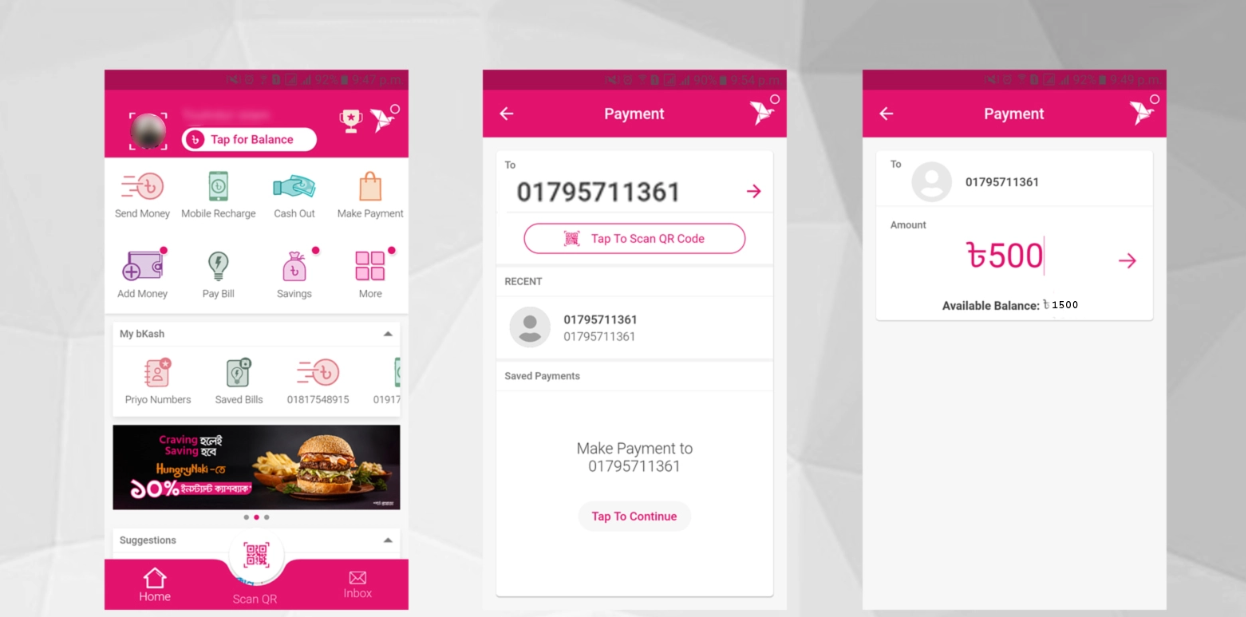 92% 9:47 p.m.
Tap for Balance
Send Money
Mobile Recharge
Cash Out
Make Payment
Add Money
Pay Bill
Savings
More
My bKash
Priyo Numbers
Saved Bills
01817548915
01917
Craving হলেই
Saving হবে
HungryNaki -তে
১০% ইনস্ট্যান্ট ক্যাশব্যাক*
Suggestions
Home
Scan QR
Inbox
90% 9:54 p.m.
Payment
To
01795711361
Tap To Scan QR Code
RECENT
01795711361
01795711361
Saved Payments
Make Payment to
01795711361
Tap To Continue
92% 9:49 p.m.
Payment
To
01795711361
Amount
৳500
Available Balance: ৳ 1500